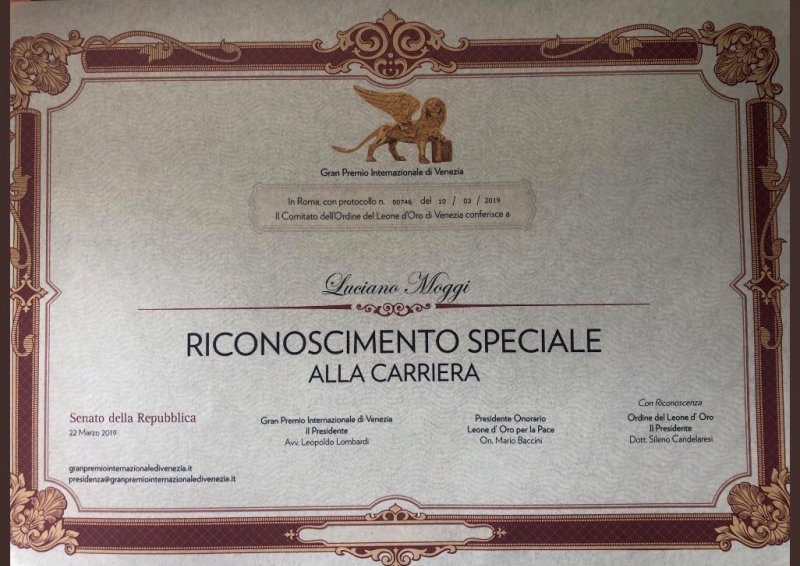 Gran Premio Internazionale di Venezia
In Roma, con protocollo n. 00746 del 10 / 03 / 2019
Il Comitato dell'Ordine del Leone d'Oro di Venezia conferisce a
Luciano Moggi
RICONOSCIMENTO SPECIALE
ALLA CARRIERA
Senato della Repubblica
22 Marzo 2019
Gran Premio Internazionale di Venezia
Il Presidente
Avv. Leopoldo Lombardi
Presidente Onorario
Leone d' Oro per la Pace
On. Mario Baccini
Con Riconoscenza
Ordine del Leone d' Oro
Il Presidente
Dott. Sileno Candelaresi
granpremiointernazionaledivenezia.it
presidenza@granpremiointernazionaledivenezia.it